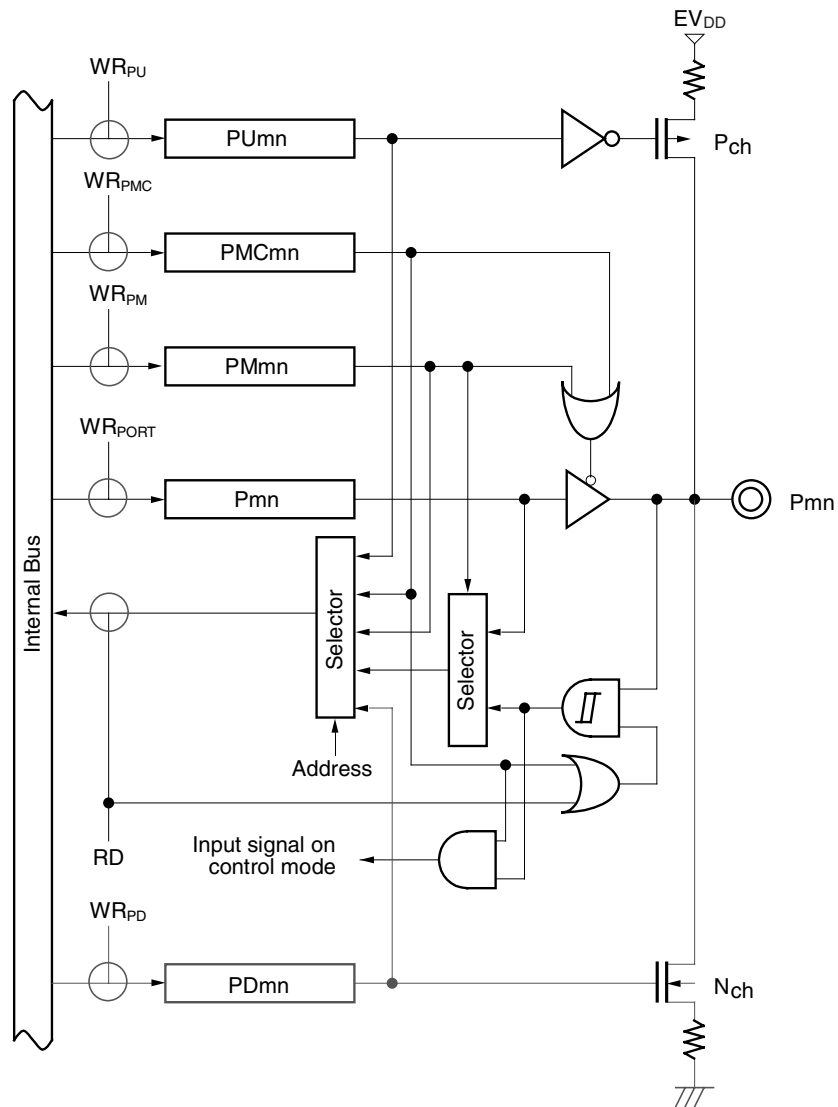 EVDD
WRPU
PUmn
Pch
WRPMC
PMCmn
WRPM
PMmn
WRPORT
Pmn
Pmn
Internal Bus
Selector
Selector
Address
RD
Input signal on
control mode
WRPD
PDmn
Nch